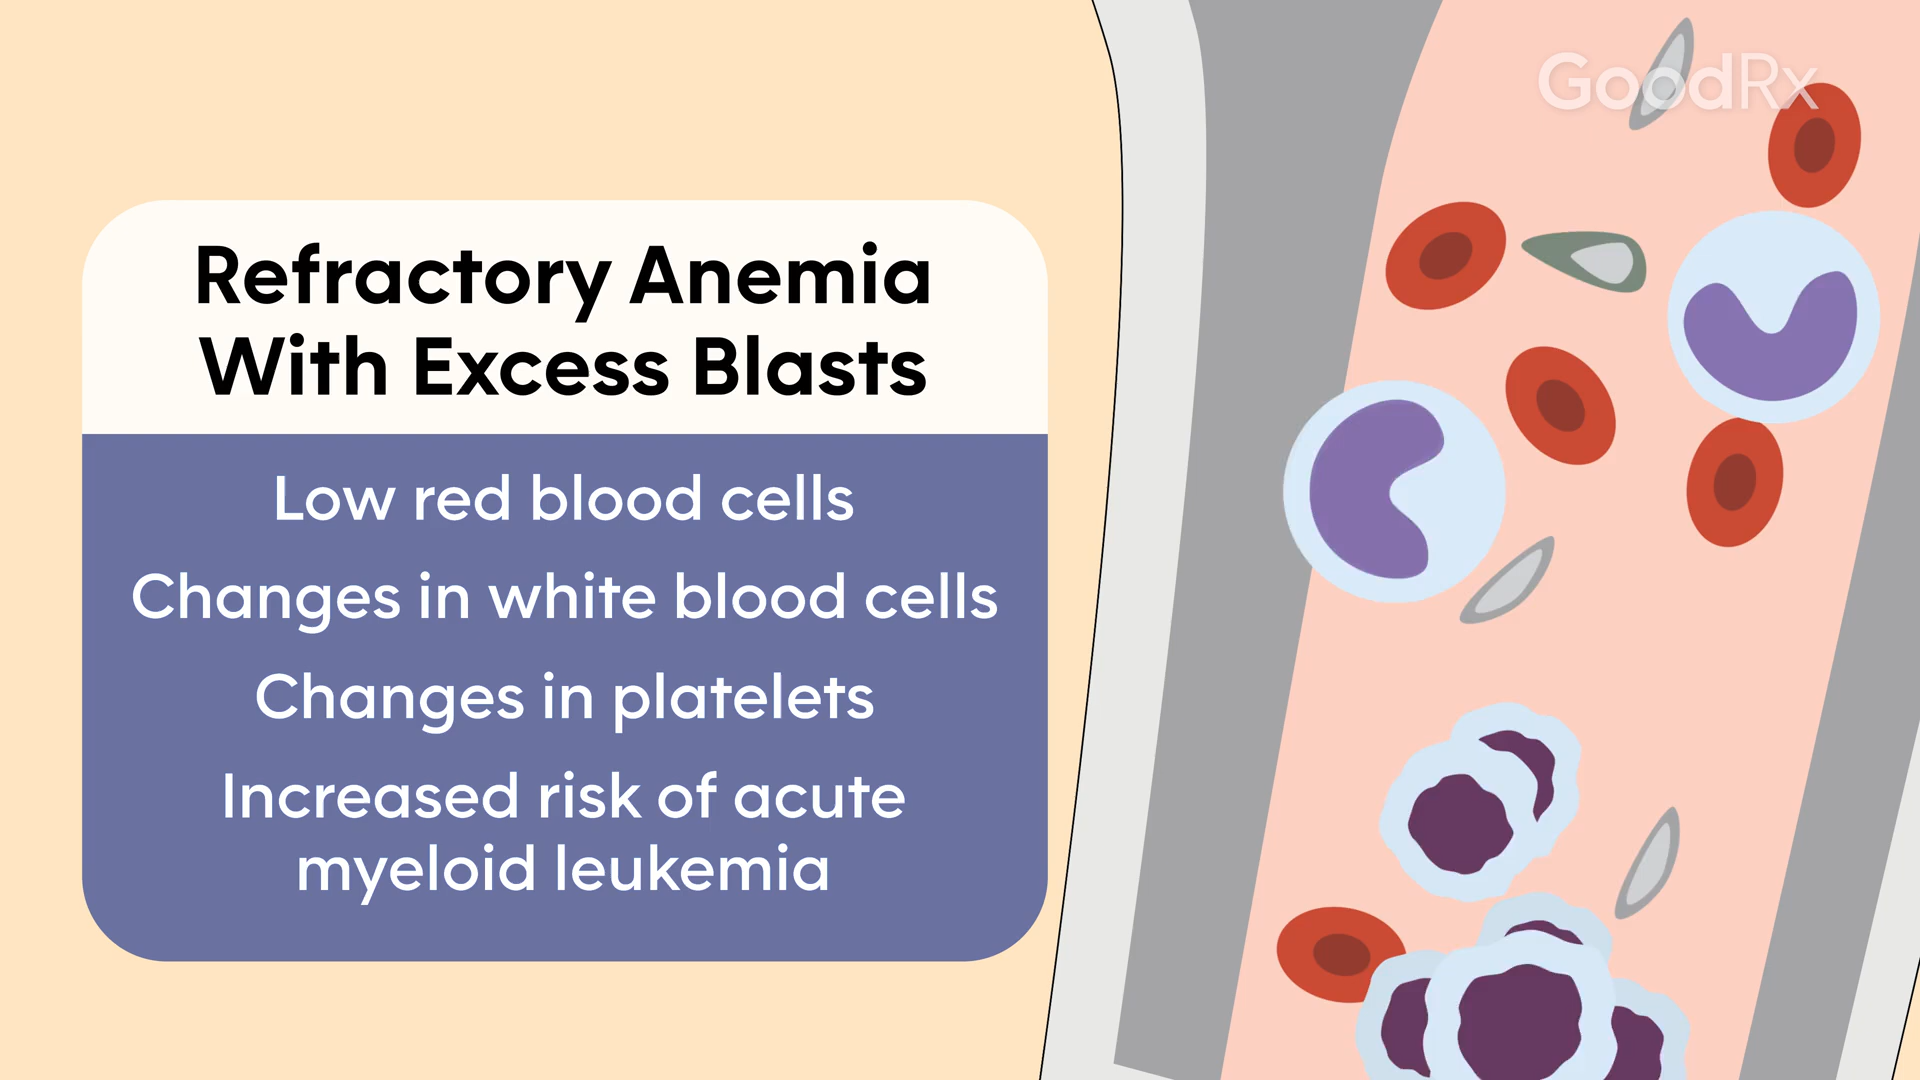 GoodRx
Refractory Anemia
With Excess Blasts
Low red blood cells
Changes in white blood cells
Changes in platelets
Increased risk of acute
myeloid leukemia